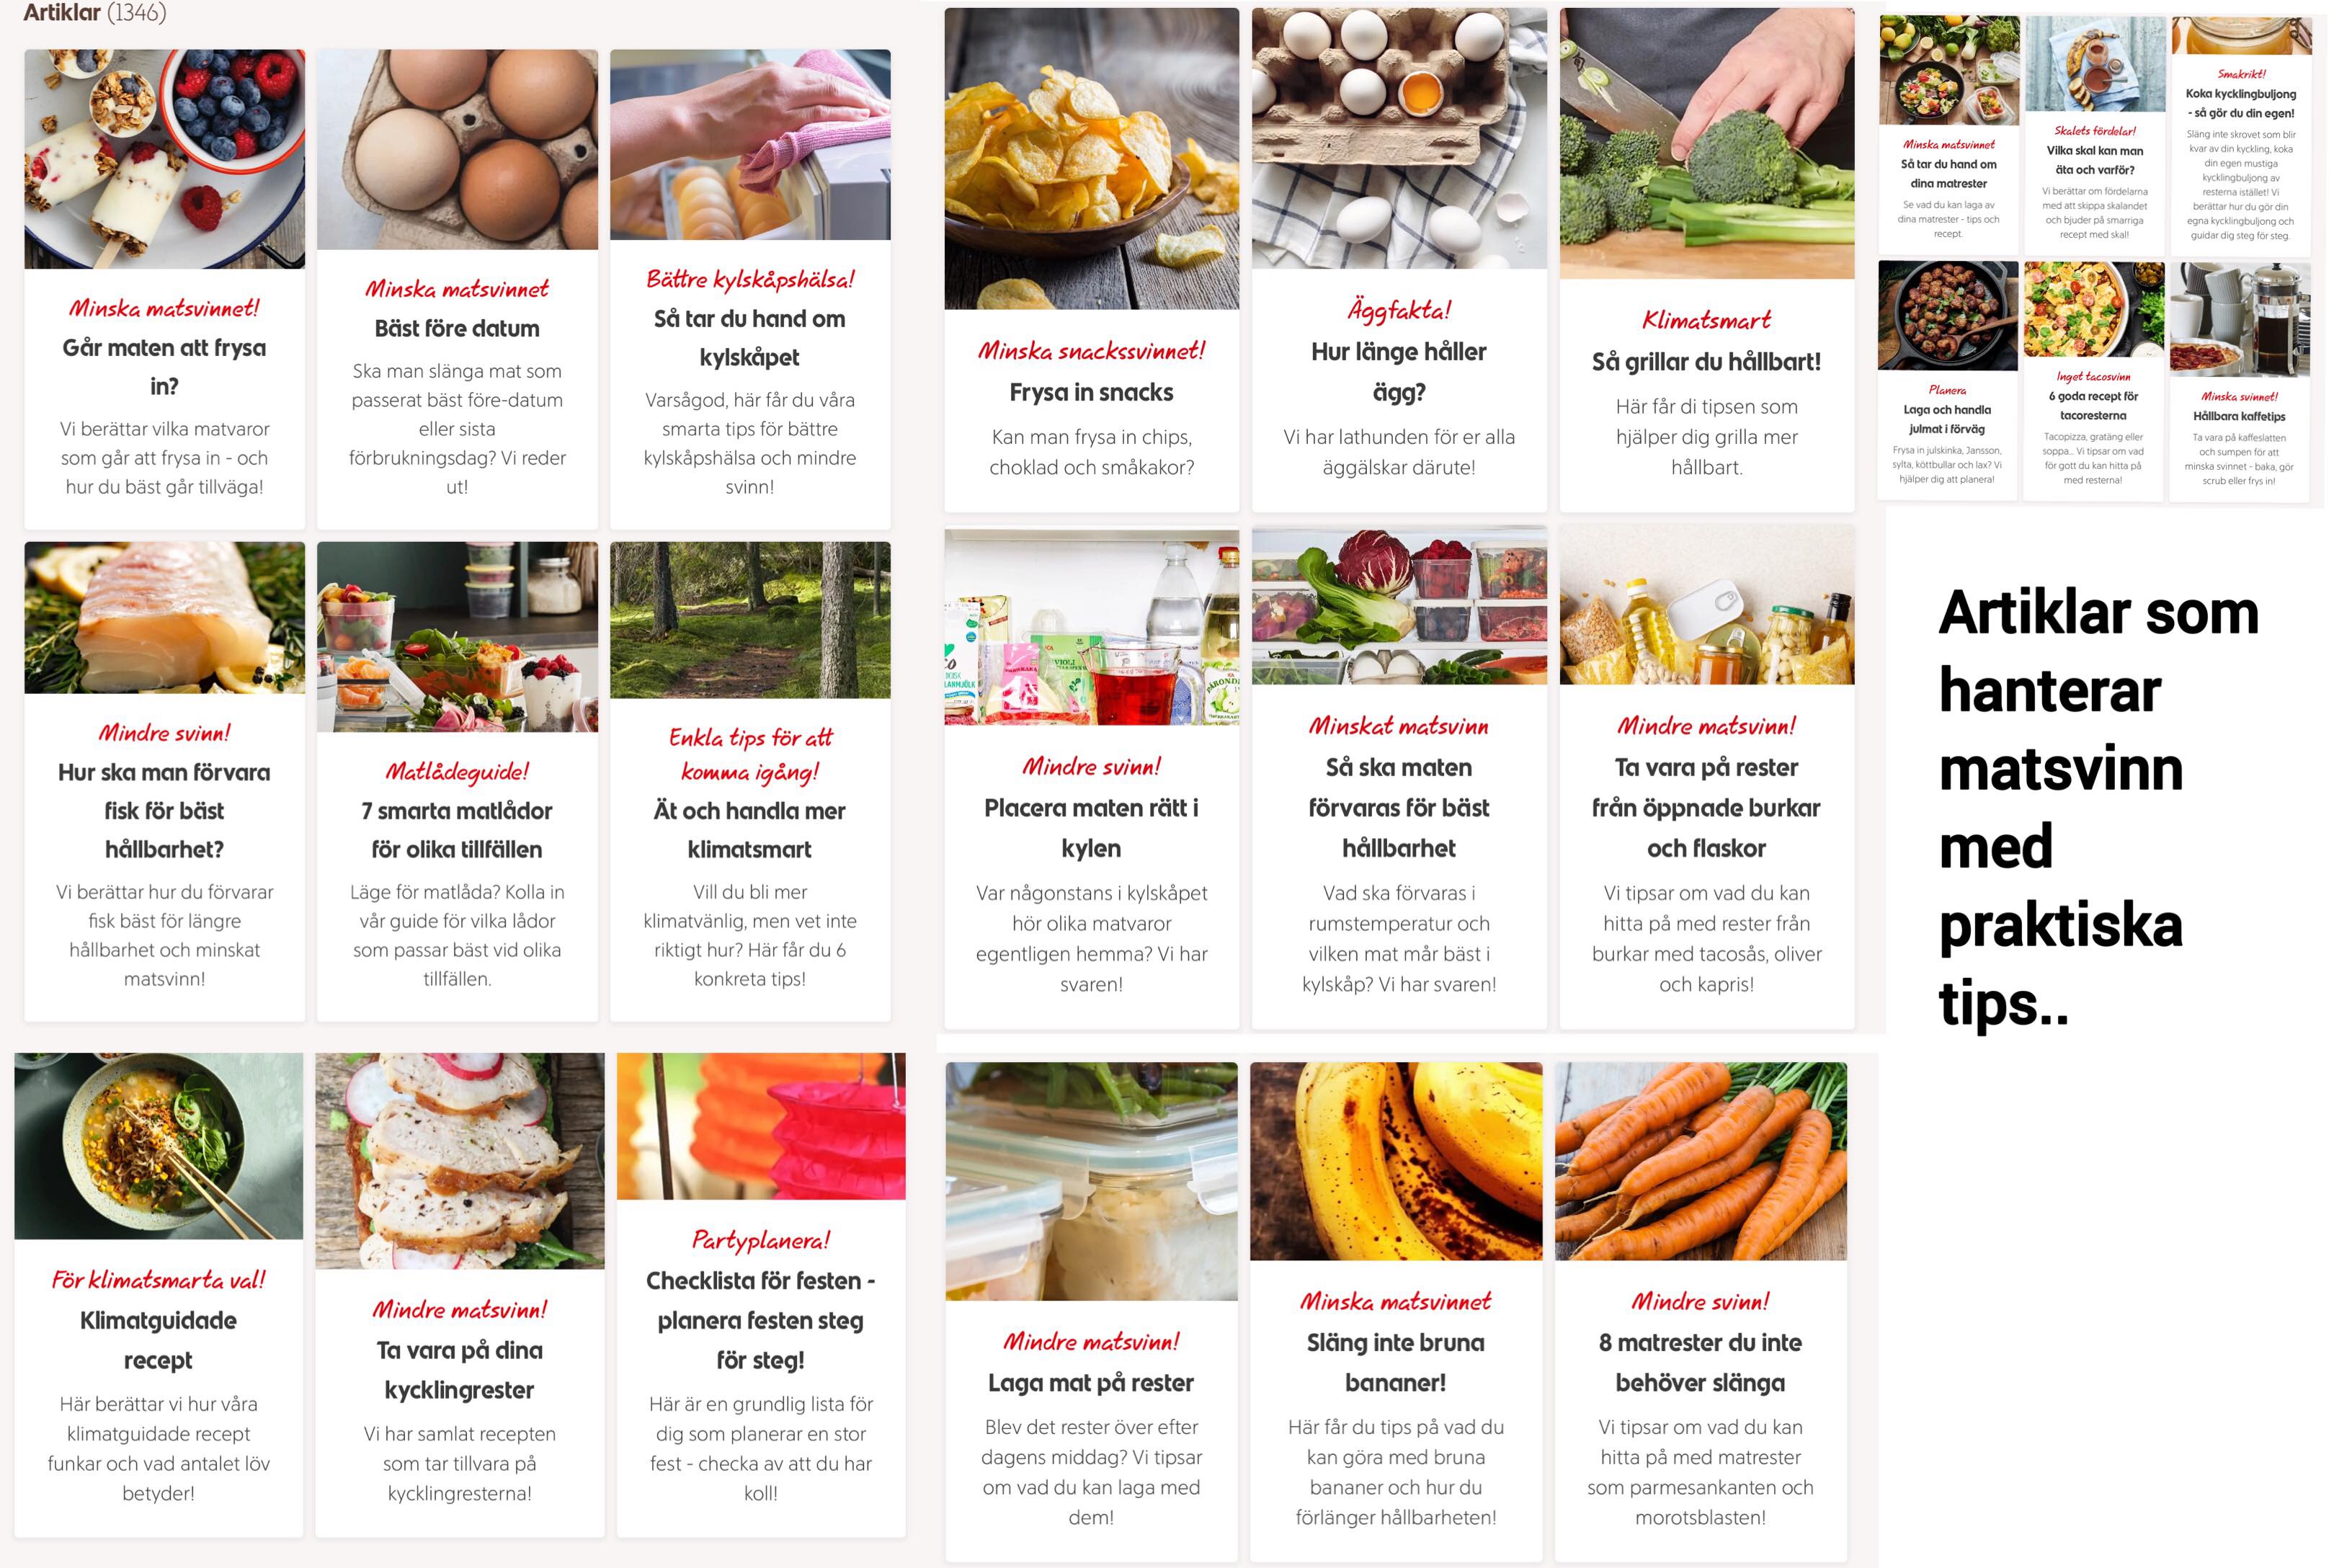 Artiklar (1346)
Minska matsvinnet!
Går maten att frysa
in?
Vi berättar vilka matvaror
som går att frysa in - och
hur du bäst går tillväga!
Minska matsvinnet
Bäst före datum
Ska man slänga mat som
passerat bäst före-datum
eller sista
förbrukningsdag? Vi reder
ut!
Bättre kylskåpshälsa!
Så tar du hand om
kylskåpet
Varsågod, här får du våra
smarta tips för bättre
kylskåpshälsa och mindre
svinn!
Mindre svinn!
Hur ska man förvara
fisk för bäst
hållbarhet?
Vi berättar hur du förvarar
fisk bäst för längre
hållbarhet och minskat
matsvinn!
Matlådeguide!
7 smarta matlådor
för olika tillfällen
Läge för matlåda? Kolla in
vår guide för vilka lådor
som passar bäst vid olika
tillfällen.
Enkla tips för att
komma igång!
Ät och handla mer
klimatsmart
Vill du bli mer
klimatvänlig, men vet inte
riktigt hur? Här får du 6
konkreta tips!
För klimatsmarta val!
Klimatguidade
recept
Här berättar vi hur våra
klimatguidade recept
funkar och vad antalet löv
betyder!
Mindre matsvinn!
Ta vara på dina
kycklingrester
Vi har samlat recepten
som tar tillvara på
kycklingresterna!
Partyplanera!
Checklista för festen -
planera festen steg
för steg!
Här är en grundlig lista för
dig som planerar en stor
fest - checka av att du har
koll!
Minska snackssvinnet!
Frysa in snacks
Kan man frysa in chips,
choklad och småkakor?
Äggfakta!
Hur länge håller
ägg?
Vi har lathunden för er alla
äggälskar därute!
Klimatsmart
Så grillar du hållbart!
Här får di tipsen som
hjälper dig grilla mer
hållbart.
Mindre svinn!
Placera maten rätt i
kylen
Var någonstans i kylskåpet
hör olika matvaror
egentligen hemma? Vi har
svaren!
Minskat matsvinn
Så ska maten
förvaras för bäst
hållbarhet
Vad ska förvaras i
rumstemperatur och
vilken mat mår bäst i
kylskåp? Vi har svaren!
Mindre matsvinn!
Ta vara på rester
från öppnade burkar
och flaskor
Vi tipsar om vad du kan
hitta på med rester från
burkar med tacosås, oliver
och kapris!
Mindre matsvinn!
Laga mat på rester
Blev det rester över efter
dagens middag? Vi tipsar
om vad du kan laga med
dem!
Minska matsvinnet
Släng inte bruna
bananer!
Här får du tips på vad du
kan göra med bruna
bananer och hur du
förlänger hållbarheten!
Mindre svinn!
8 matrester du inte
behöver slänga
Vi tipsar om vad du kan
hitta på med matrester
som parmesankanten och
morotsblasten!
Minska matsvinnet
Så tar du hand om
dina matrester
Se vad du kan laga av
dina matrester - tips och
recept.
Skalets fördelar!
Vilka skal kan man
äta och varför?
Vi berättar om fördelarna
med att skippa skalandet
och bjuder på smarriga
recept med skal!
Smakrikt!
Koka kycklingbuljong
- så gör du din egen!
Släng inte skrovet som blir
kvar av din kyckling, koka
din egen mustiga
kycklingbuljong av
resterna istället! Vi
berättar hur du gör din
egna kycklingbuljong och
guidar dig steg för steg.
Planera
Laga och handla
julmat i förväg
Frysa in julskinka, Jansson,
sylta, köttbullar och lax? Vi
hjälper dig att planera!
Inget tacosvinn
6 goda recept för
tacoresterna
Tacopizza, gratäng eller
soppa... Vi tipsar om vad
för gott du kan hitta på
med resterna!
Minska svinnet!
Hållbara kaffetips
Ta vara på kaffeslatten
och sumpen för att
minska svinnet - baka, gör
scrub eller frys in!
Artiklar som
hanterar
matsvinn
med
praktiska
tips..